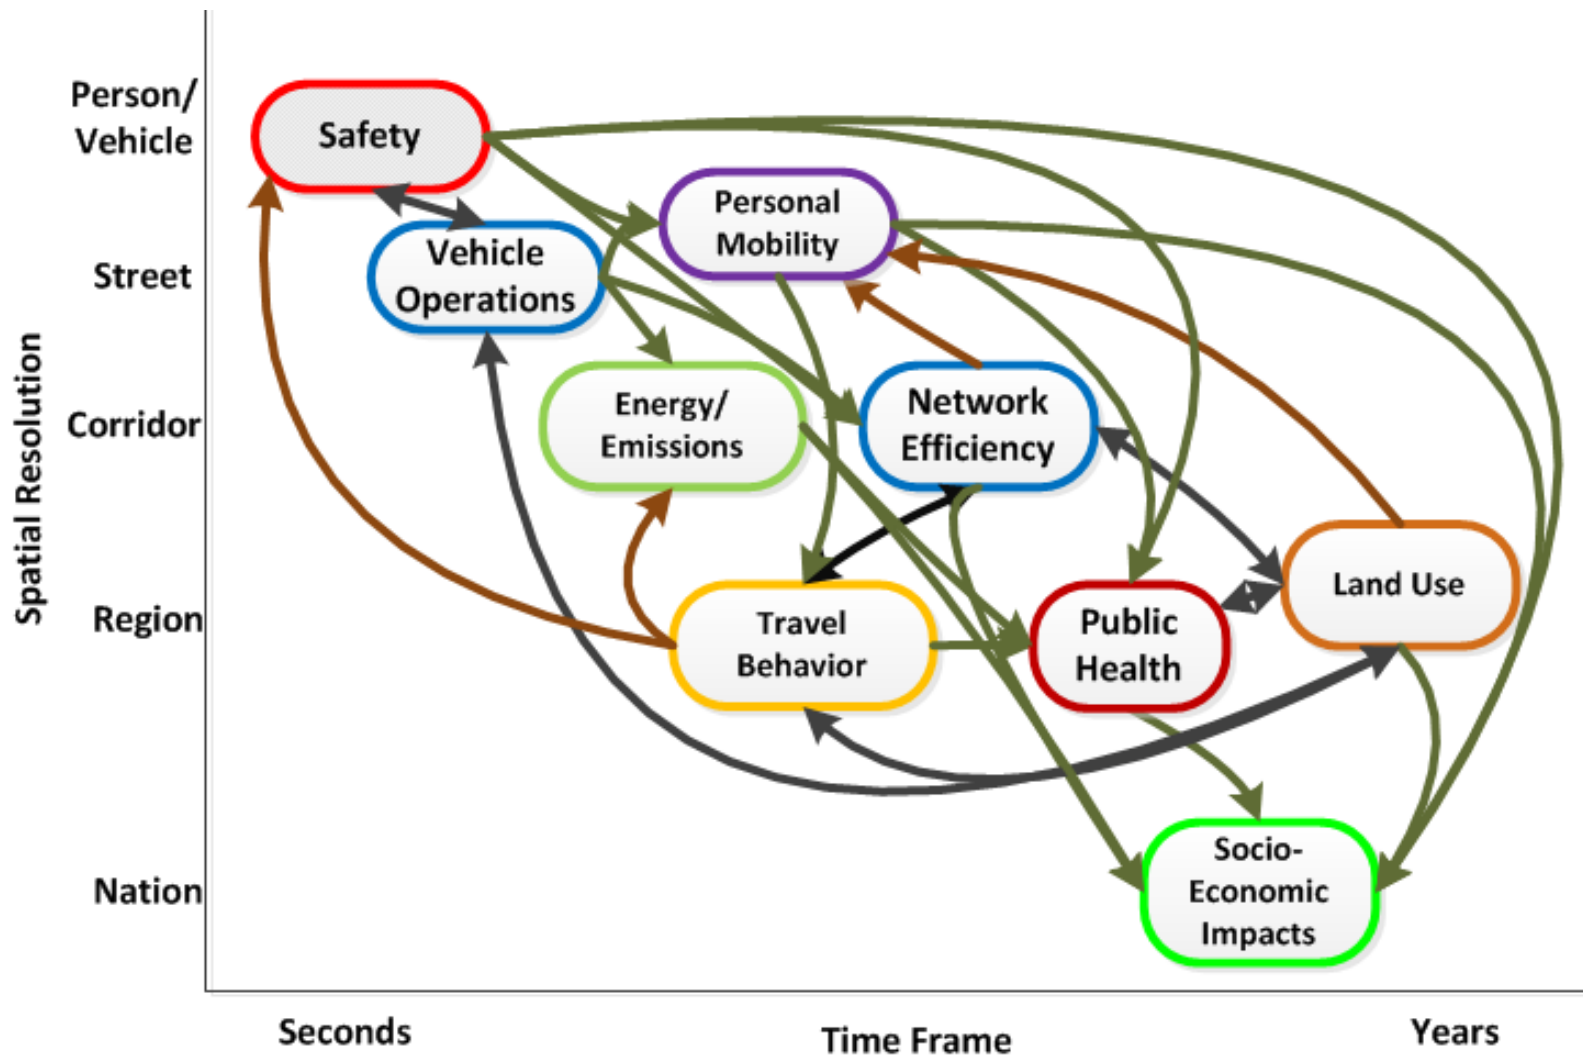 Person/
Vehicle
Street
Corridor
Region
Nation
Spatial Resolution
Safety
Vehicle
Operations
Personal
Mobility
Energy/
Emissions
Network
Efficiency
Travel
Behavior
Public
Health
Land Use
Socio-
Economic
Impacts
Seconds
Time Frame
Years